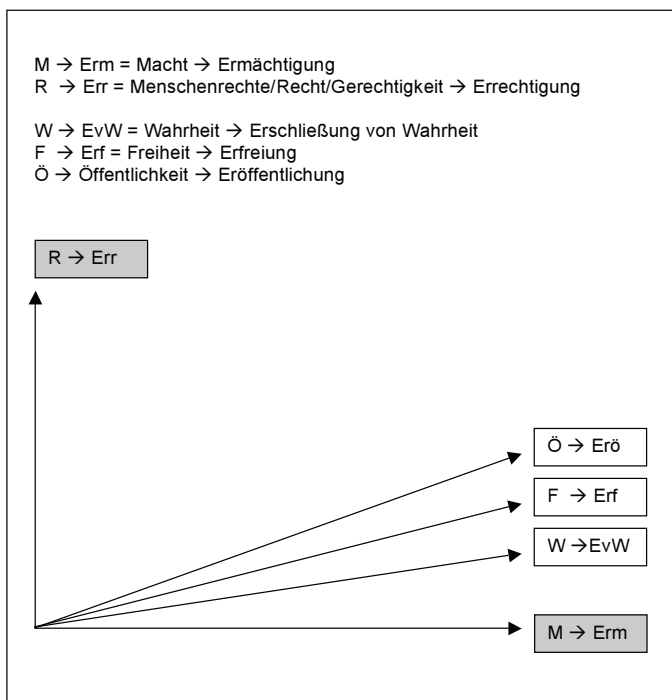 M → Erm = Macht → Ermächtigung
R → Err = Menschenrechte/Recht/Gerechtigkeit → Errechtigung
W → EvW = Wahrheit → Erschließung von Wahrheit
F → Erf = Freiheit → Erfreiung
Ö → Öffentlichkeit → Eröffentlichung
R → Err
Ö → Erö
F → Erf
W →EvW
M → Erm